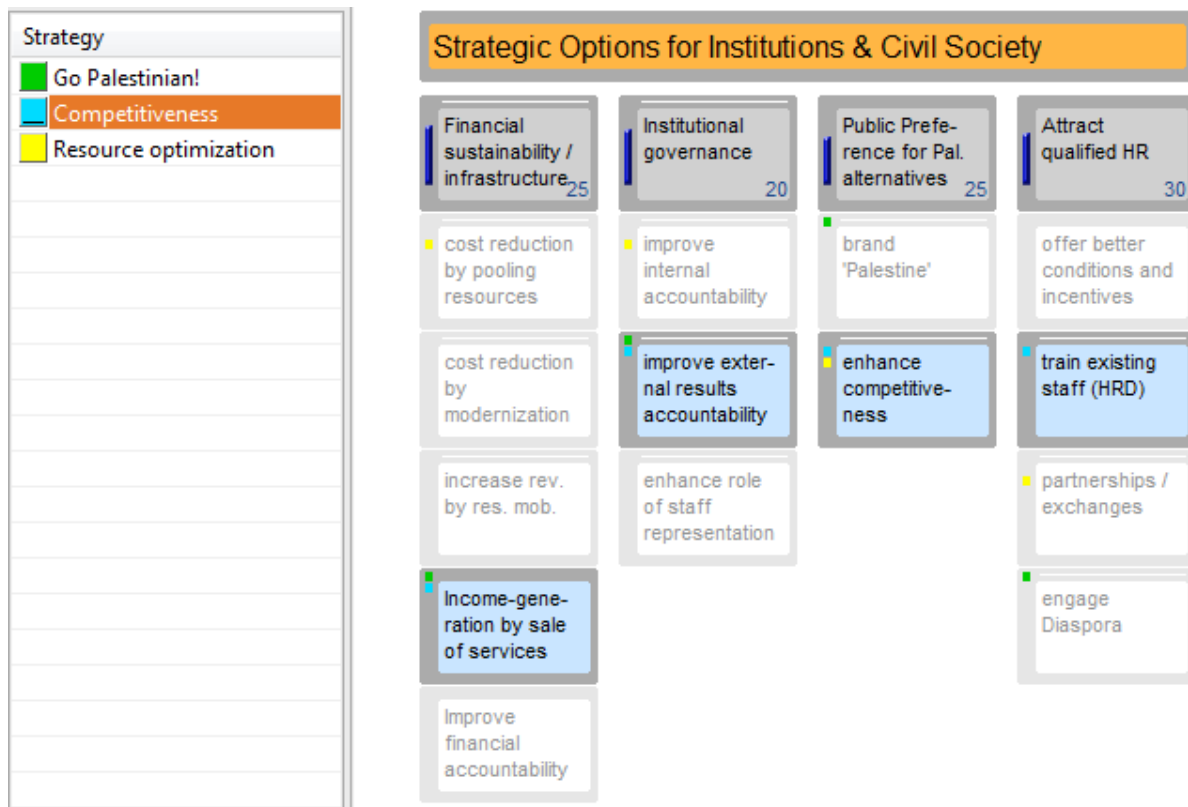 Strategy
Go Palestinian!
Competitiveness
Resource optimization
Strategic Options for Institutions & Civil Society
Financial
sustainability /
infrastructure
25
Institutional
governance
20
Public Prefe-
rence for Pal.
alternatives
25
Attract
qualified HR
30
cost reduction
by pooling
resources
improve
internal
accountability
brand
'Palestine'
offer better
conditions and
incentives
cost reduction
by
modernization
improve exter-
nal results
accountability
enhance
competitive-
ness
train existing
staff (HRD)
increase rev.
by res. mob.
enhance role
of staff
representation
partnerships /
exchanges
Income-gene-
ration by sale
of services
engage
Diaspora
Improve
financial
accountability